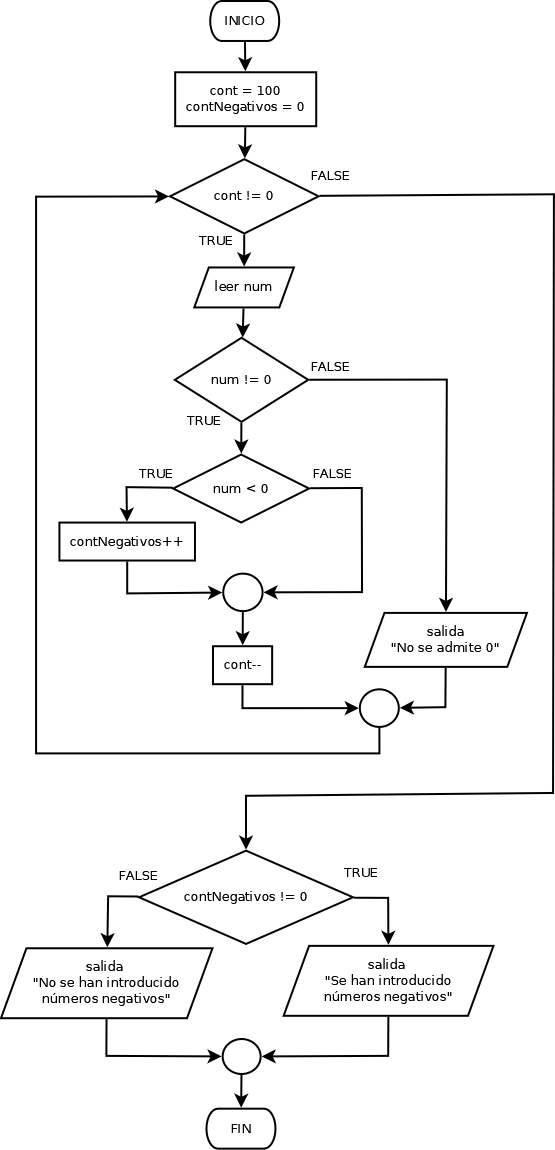 INICIO
cont = 100
contNegativos = 0
FALSE
cont != 0
TRUE
leer num
FALSE
num != 0
TRUE
TRUE
FALSE
num < 0
contNegativos++
salida
"No se admite 0"
cont--
FALSE
TRUE
contNegativos != 0
salida
"No se han introducido
números negativos"
salida
"Se han introducido
números negativos"
FIN